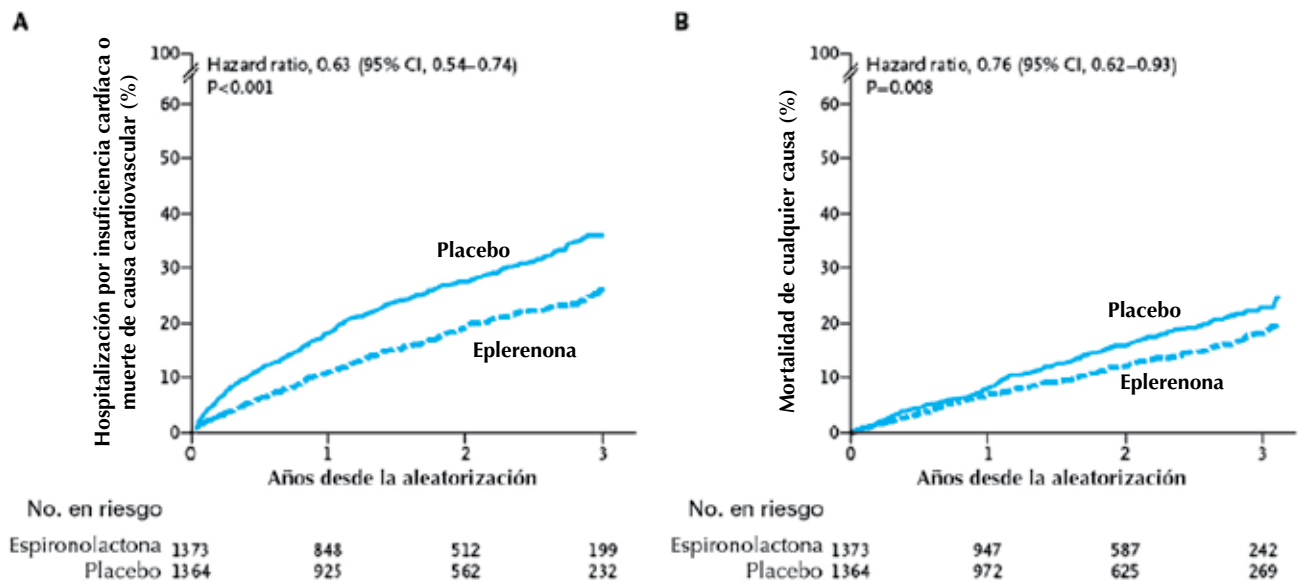 A
Hospitalización por insuficiencia cardíaca o
muerte de causa cardiovascular (%)
100
60
50
40
30
20
10
0
Hazard ratio, 0.63 (95% CI, 0.54–0.74)
P<0.001
Placebo
Eplerenona
0 1 2 3
Años desde la aleatorización
No. en riesgo
Espironolactona 1373 848 512 199
Placebo 1364 925 562 232
B
Mortalidad de cualquier causa (%)
100
60
50
40
30
20
10
0
Hazard ratio, 0.76 (95% CI, 0.62–0.93)
P=0.008
Placebo
Eplerenona
0 1 2 3
Años desde la aleatorización
No. en riesgo
Espironolactona 1373 947 587 242
Placebo 1364 972 625 269